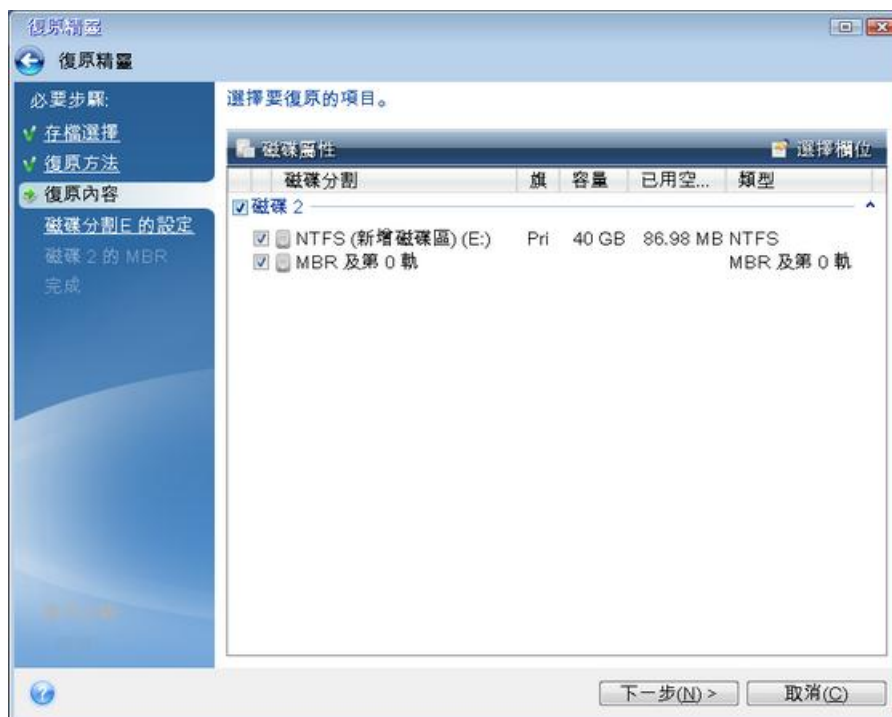 復原精靈
復原精靈
必要步驟:
存檔選擇
復原方法
復原內容
磁碟分割E 的設定
磁碟 2 的 MBR
完成
選擇要復原的項目。
磁碟屬性 選擇欄位
磁碟分割 旗 容量 已用空... 類型
磁碟 2
NTFS (新增磁碟區) (E:) Pri 40 GB 86.98 MB NTFS
MBR 及第 0 軌 MBR 及第 0 軌
下一步(N) > 取消(C)